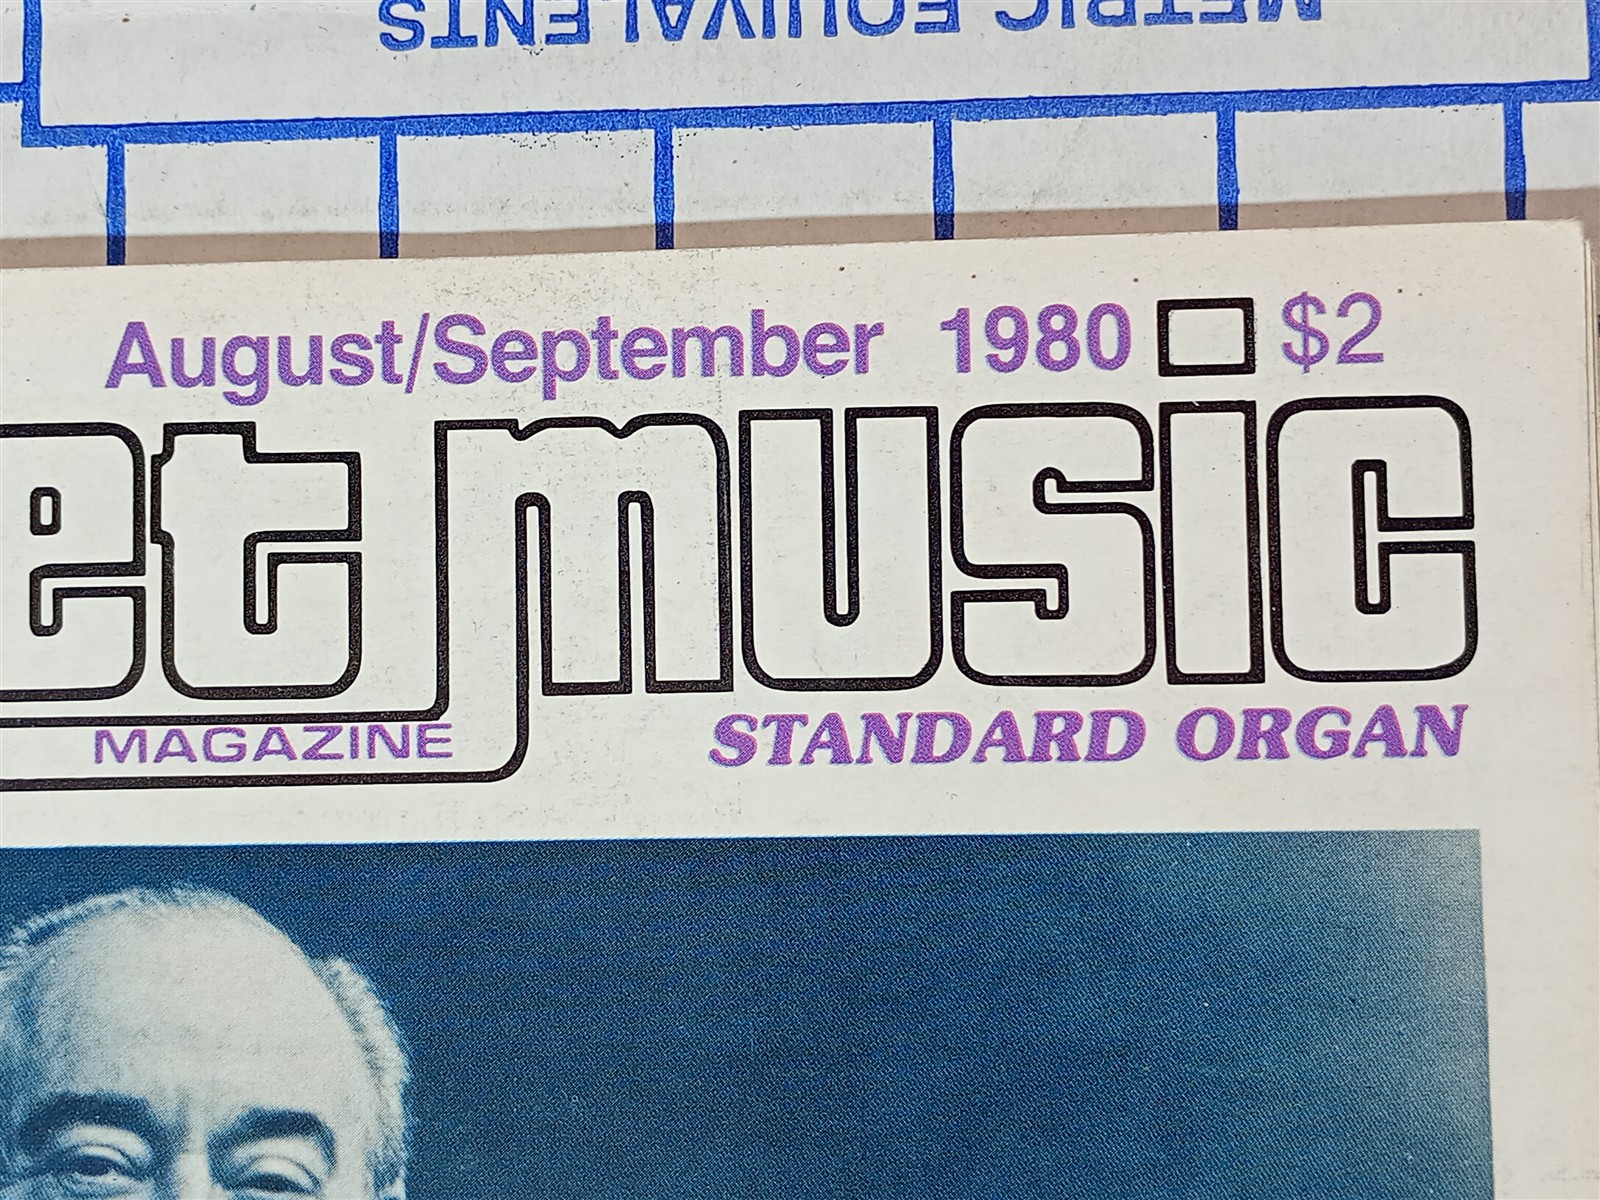 METRIC EQUIVALENTS
August/September 1980 $2
et music
MAGAZINE
STANDARD ORGAN